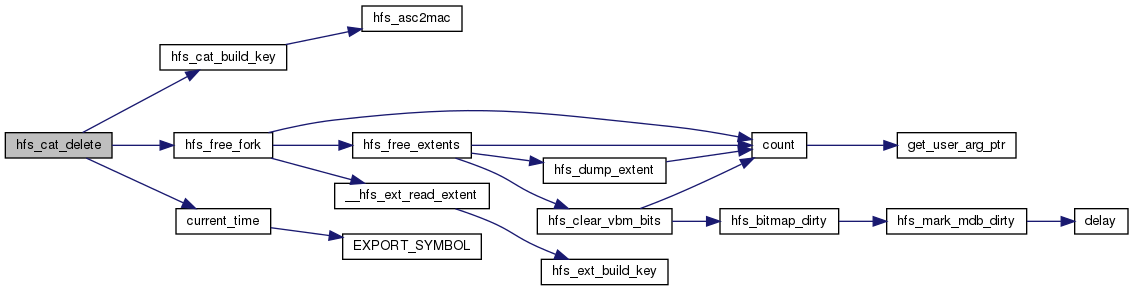 hfs_asc2mac
hfs_cat_build_key
hfs_cat_delete
hfs_free_fork
hfs_free_extents
count
get_user_arg_ptr
hfs_dump_extent
__hfs_ext_read_extent
current_time
hfs_clear_vbm_bits
hfs_bitmap_dirty
hfs_mark_mdb_dirty
delay
EXPORT_SYMBOL
hfs_ext_build_key